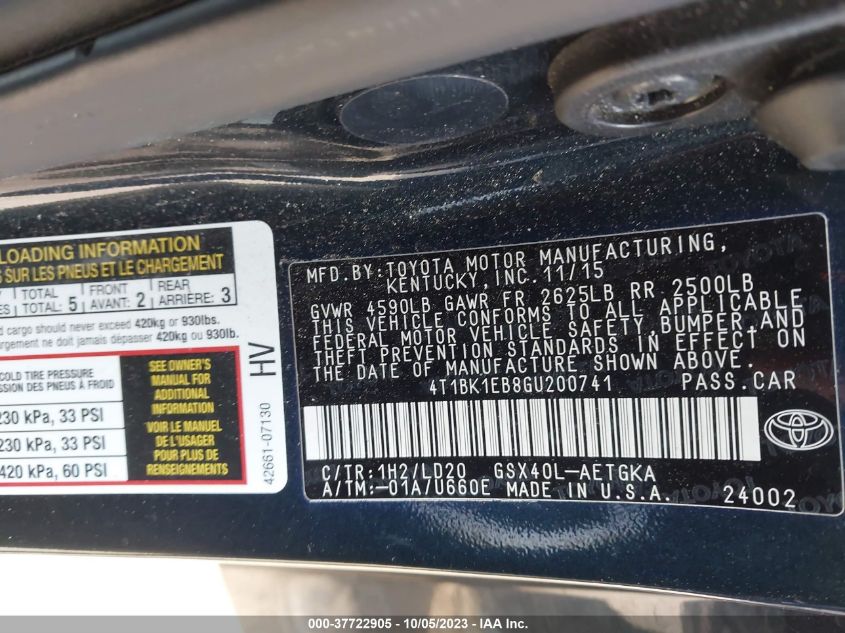 LOADING INFORMATION
SUR LES PNEUS ET LE CHARGEMENT
TOTAL 5 FRONT 2 REAR 3
TOTAL: AVANT: ARRIÈRE:
cargo should never exceed 420kg or 930lbs.
ne doit jamais dépasser 420kg ou 930lb.
COLD TIRE PRESSURE
DES PNEUS À FROID
230 kPa, 33 PSI
230 kPa, 33 PSI
420 kPa, 60 PSI
SEE OWNER'S
MANUAL FOR
ADDITIONAL
INFORMATION
VOIR LE MANUEL
DE L'USAGER
POUR PLUS DE
RENSEIGNEMENTS
42661-07130 HV
MFD. BY: TOYOTA MOTOR MANUFACTURING,
KENTUCKY, INC. 11/15
GVWR 4590LB GAWR FR 2625LB RR 2500LB
THIS VEHICLE CONFORMS TO ALL APPLICABLE
FEDERAL MOTOR VEHICLE SAFETY, BUMPER, AND
THEFT PREVENTION STANDARDS IN EFFECT ON
THE DATE OF MANUFACTURE SHOWN ABOVE.
4T1BK1EB8GU200741 PASS. CAR
C/TR: 1H2/LD20 GSX40L-AETGKA
A/TM: -01A/U660E MADE IN U.S.A. 24002
000-37722905 - 10/05/2023 - © IAA, Inc.